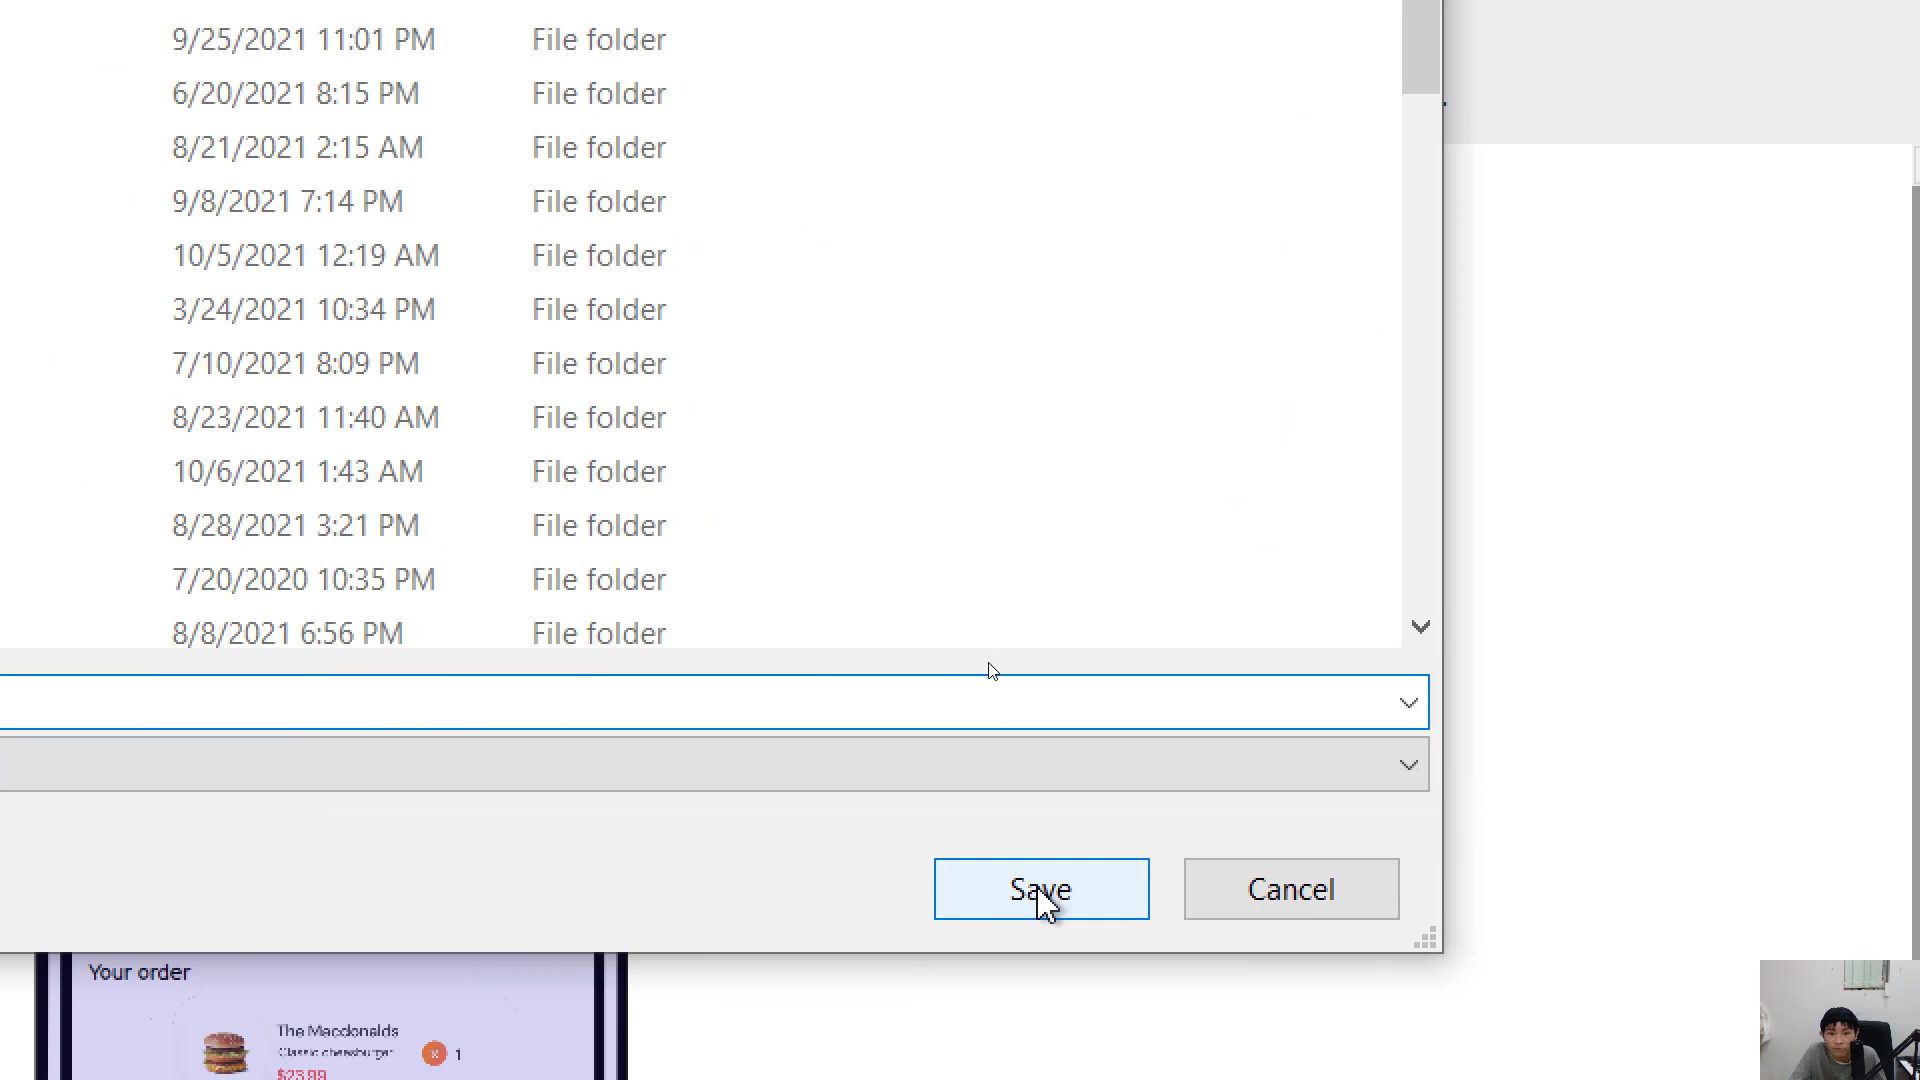 9/25/2021 11:01 PM File folder
6/20/2021 8:15 PM File folder
8/21/2021 2:15 AM File folder
9/8/2021 7:14 PM File folder
10/5/2021 12:19 AM File folder
3/24/2021 10:34 PM File folder
7/10/2021 8:09 PM File folder
8/23/2021 11:40 AM File folder
10/6/2021 1:43 AM File folder
8/28/2021 3:21 PM File folder
7/20/2020 10:35 PM File folder
8/8/2021 6:56 PM File folder
Save Cancel
Your order
The Macdonalds
Classic cheesburger
x 1
$23.99